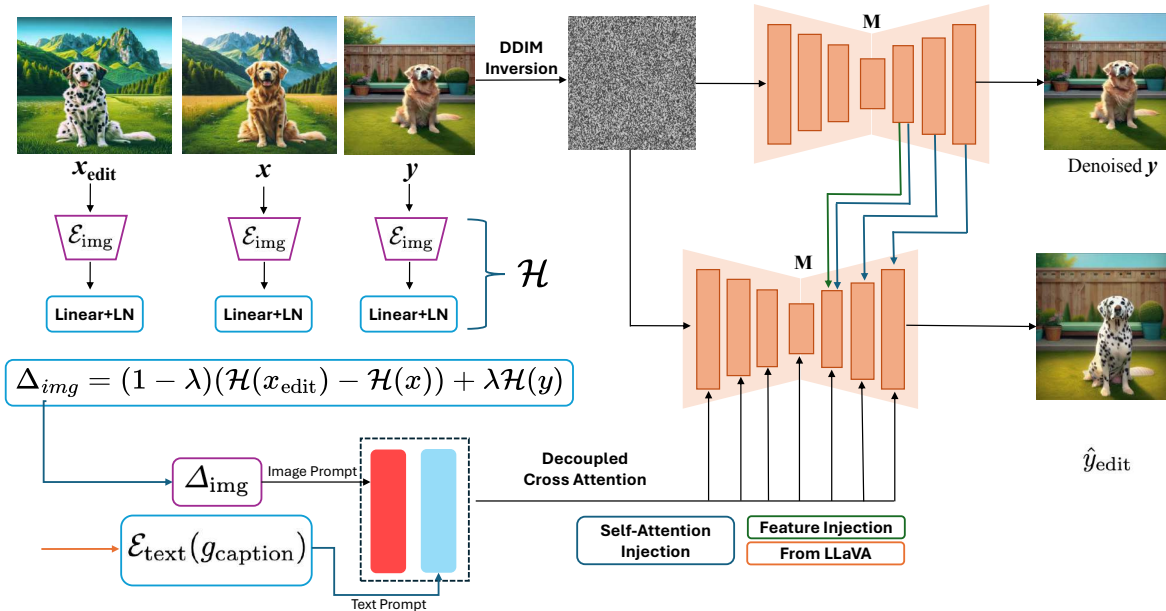 DDIM
Inversion
M
x_edit
x
y
Denoised y
ℰ_img
ℰ_img
ℰ_img
ℋ
Linear+LN
Linear+LN
Linear+LN
M
Δ_img = (1 − λ)(ℋ(x_edit) − ℋ(x)) + λℋ(y)
Δ_img
Image Prompt
Decoupled
Cross Attention
ŷ_edit
ℰ_text(g_caption)
Text Prompt
Self-Attention
Injection
Feature Injection
From LLaVA